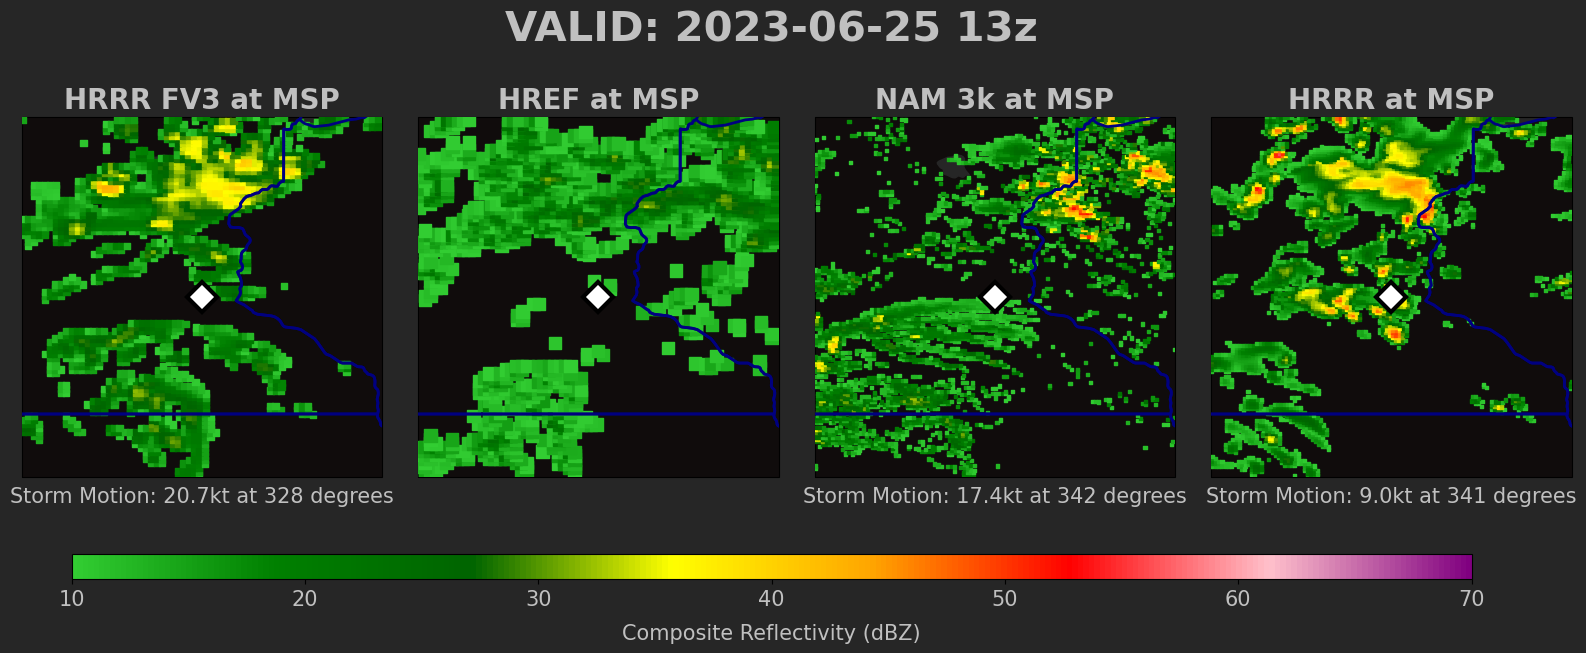 VALID: 2023-06-25 13z
HRRR FV3 at MSP
HREF at MSP
NAM 3k at MSP
HRRR at MSP
Storm Motion: 20.7kt at 328 degrees
Storm Motion: 17.4kt at 342 degrees
Storm Motion: 9.0kt at 341 degrees
10 20 30 40 50 60 70
Composite Reflectivity (dBZ)